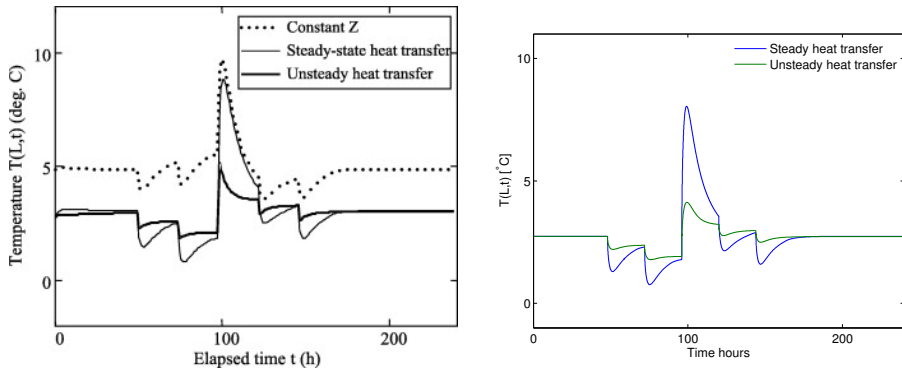 Temperature T(L,t) (deg. C)
10
5
0
Constant Z
Steady-state heat transfer
Unsteady heat transfer
0
100
200
Elapsed time t (h)
T(L,t) [°C]
10
5
0
Steady heat transfer
Unsteady heat transfer
0
100
200
Time hours